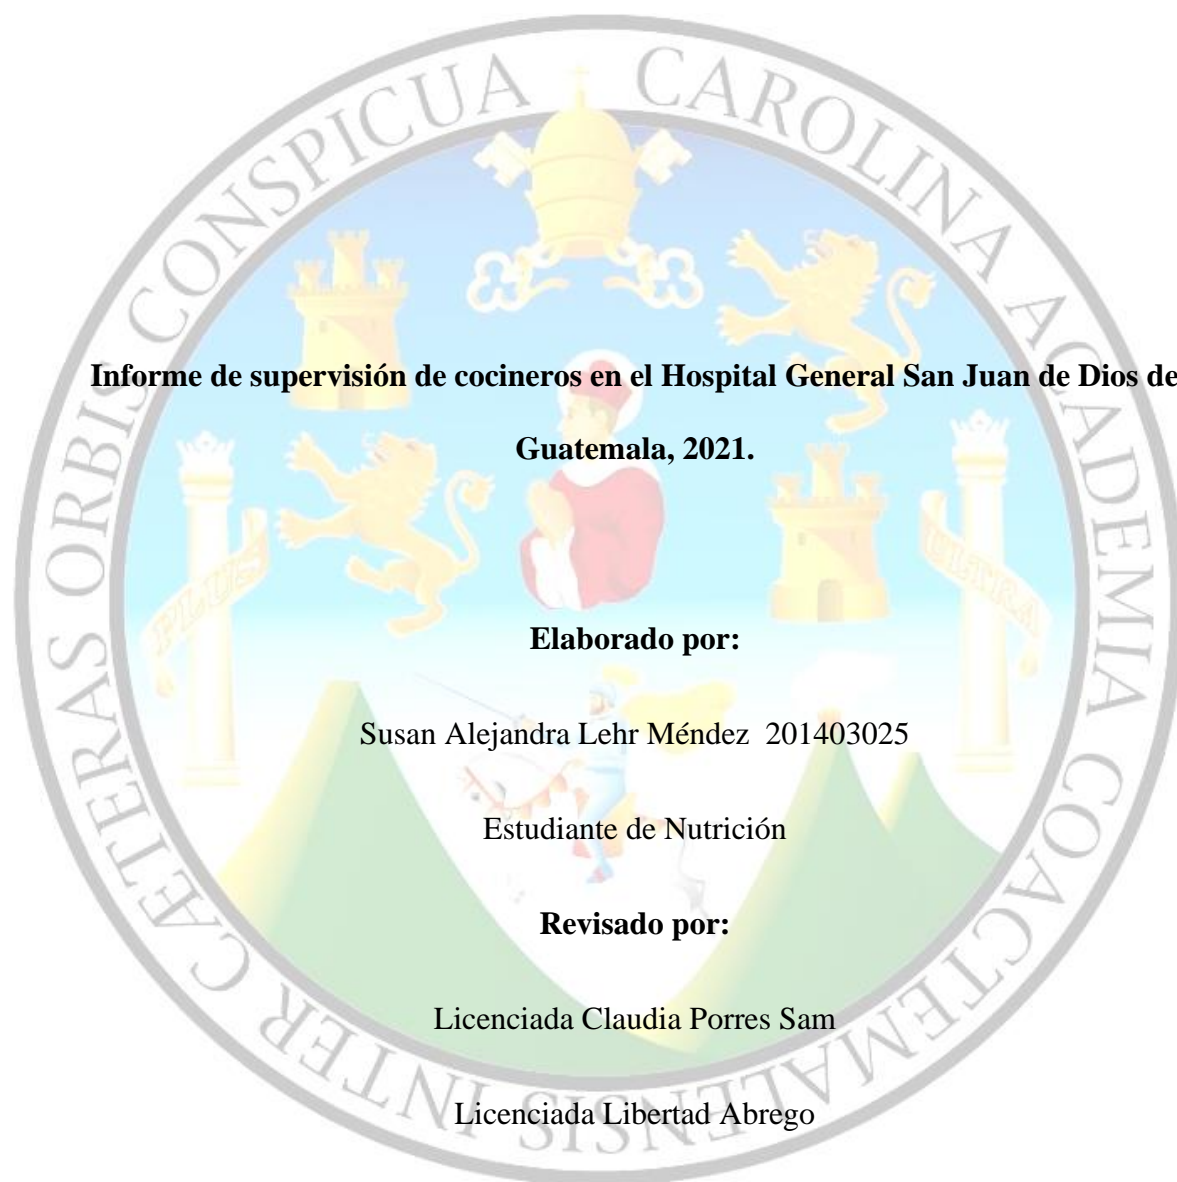 CAROLINA ACADEMIA COACTEMALENSIS INTER CÆTERAS ORBIS CONSPICUA
Informe de supervisión de cocineros en el Hospital General San Juan de Dios de
Guatemala, 2021.
PLUS
ULTRA
Elaborado por:
Susan Alejandra Lehr Méndez  201403025
Estudiante de Nutrición
Revisado por:
Licenciada Claudia Porres Sam
Licenciada Libertad Abrego